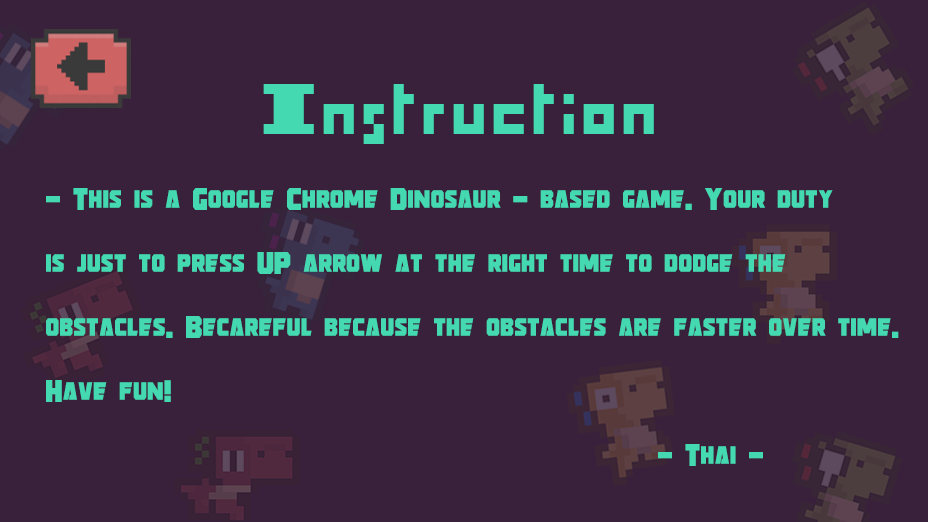 Instruction
- This is a Google Chrome Dinosaur - based game. Your duty
is just to press UP arrow at the right time to dodge the
obstacles. Becareful because the obstacles are faster over time.
Have fun!
- Thai -